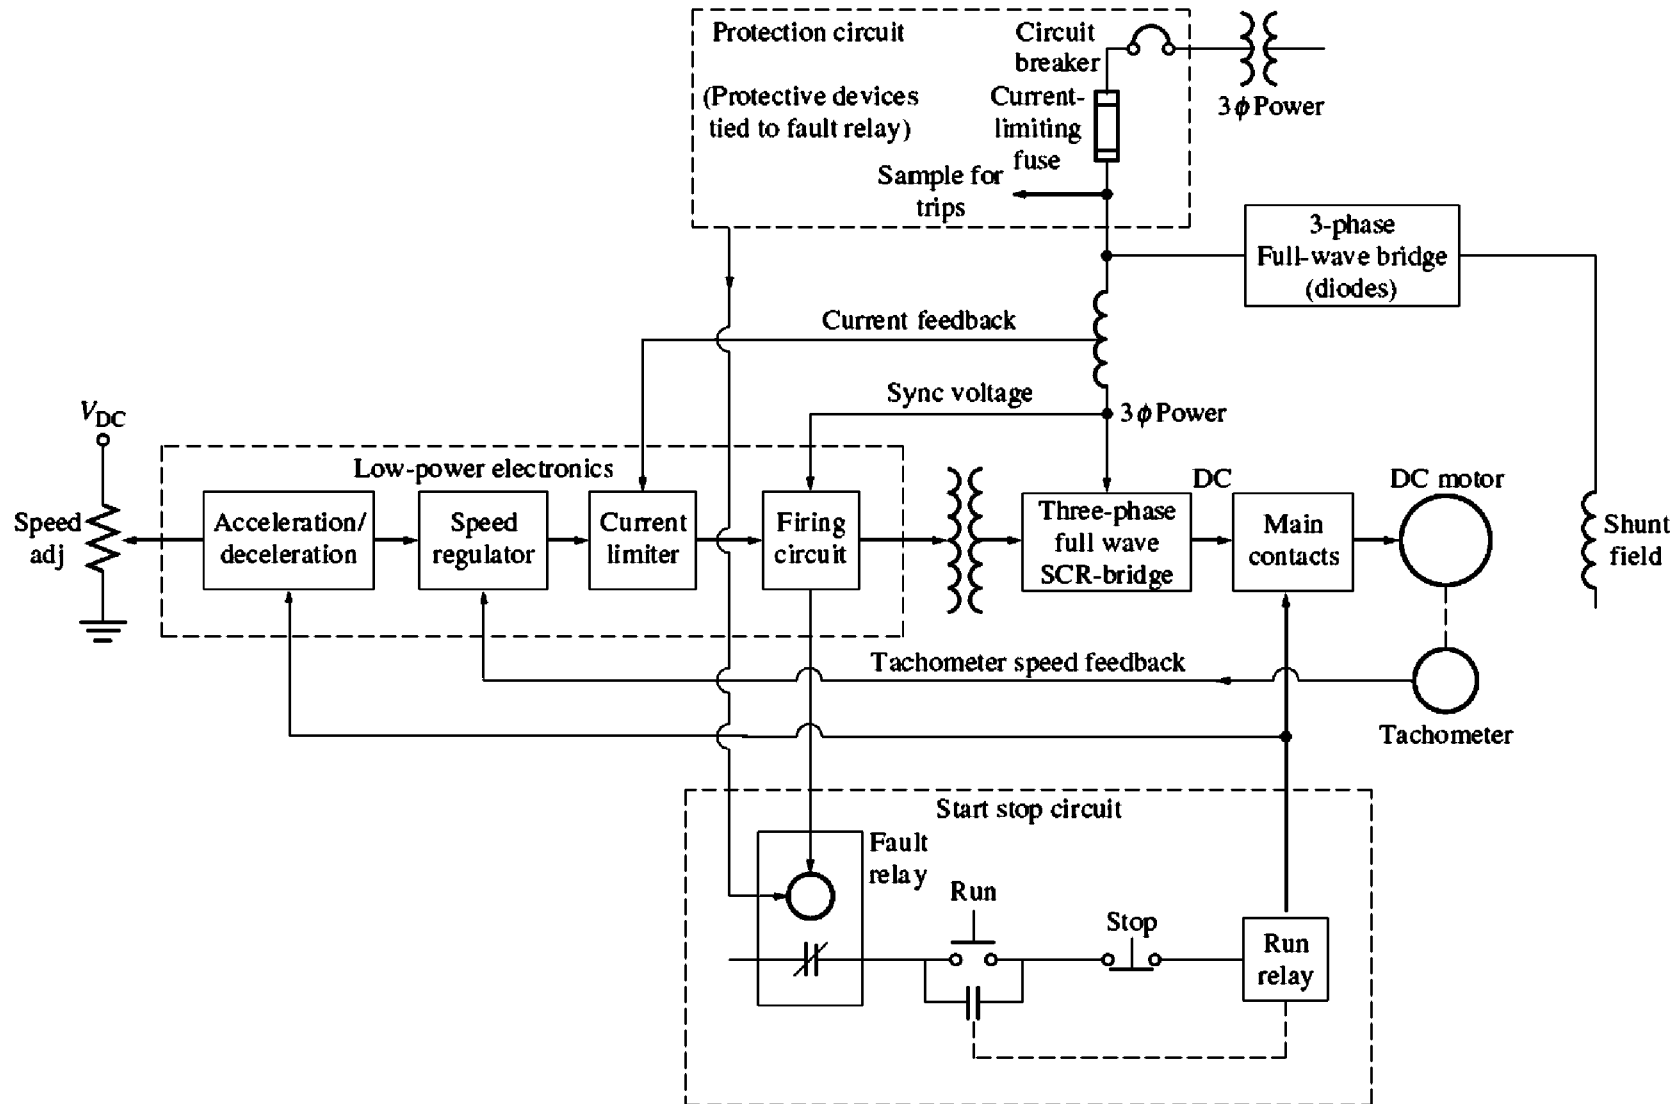 Protection circuit
(Protective devices
tied to fault relay)
Circuit
breaker
Current-
limiting
fuse
Sample for
trips
3ϕ Power
3-phase
Full-wave bridge
(diodes)
Current feedback
Sync voltage
3ϕ Power
VDC
Speed
adj
Low-power electronics
Acceleration/
deceleration
Speed
regulator
Current
limiter
Firing
circuit
Three-phase
full wave
SCR-bridge
DC
Main
contacts
DC motor
Shunt
field
Tachometer speed feedback
Tachometer
Start stop circuit
Fault
relay
Run
Stop
Run
relay